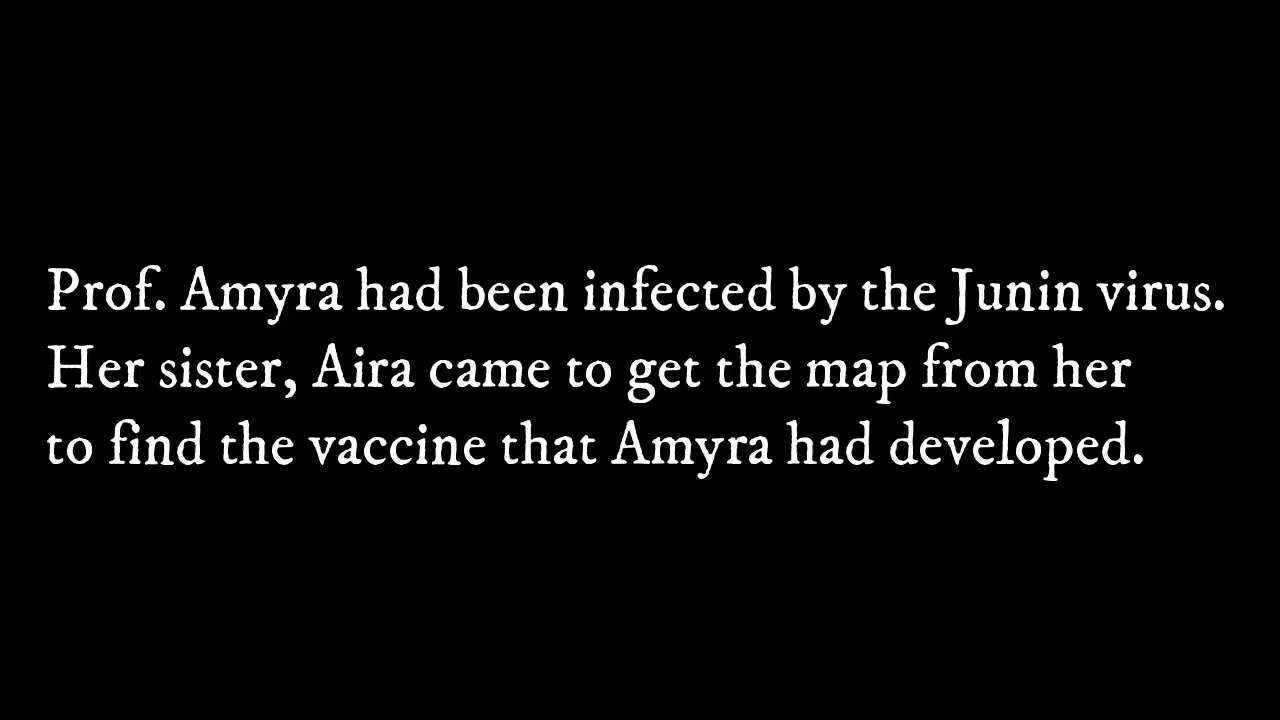 Prof. Amyra had been infected by the Junin virus.
Her sister, Aira came to get the map from her
to find the vaccine that Amyra had developed.